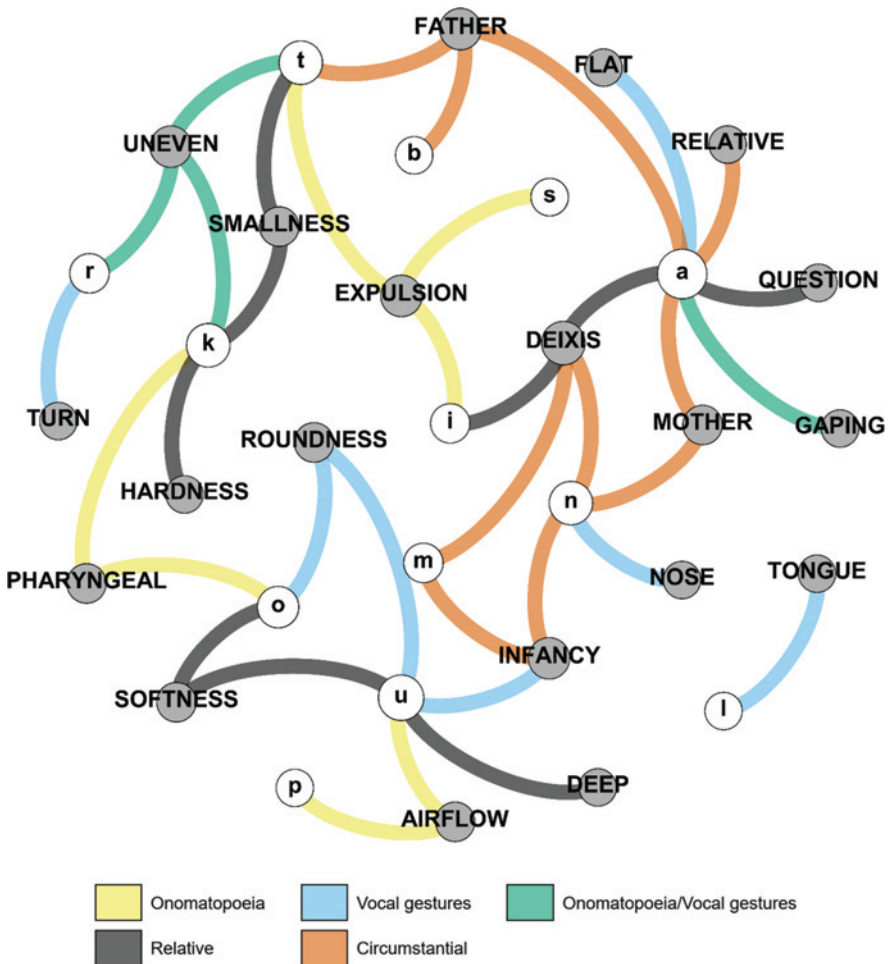 FATHER
t
FLAT
UNEVEN
b
RELATIVE
s
SMALLNESS
r
a
QUESTION
EXPULSION
k
DEIXIS
TURN
i
MOTHER
GAPING
ROUNDNESS
HARDNESS
n
m
PHARYNGEAL
NOSE
TONGUE
o
INFANCY
SOFTNESS
u
l
p
DEEP
AIRFLOW
Onomatopoeia
Vocal gestures
Onomatopoeia/Vocal gestures
Relative
Circumstantial